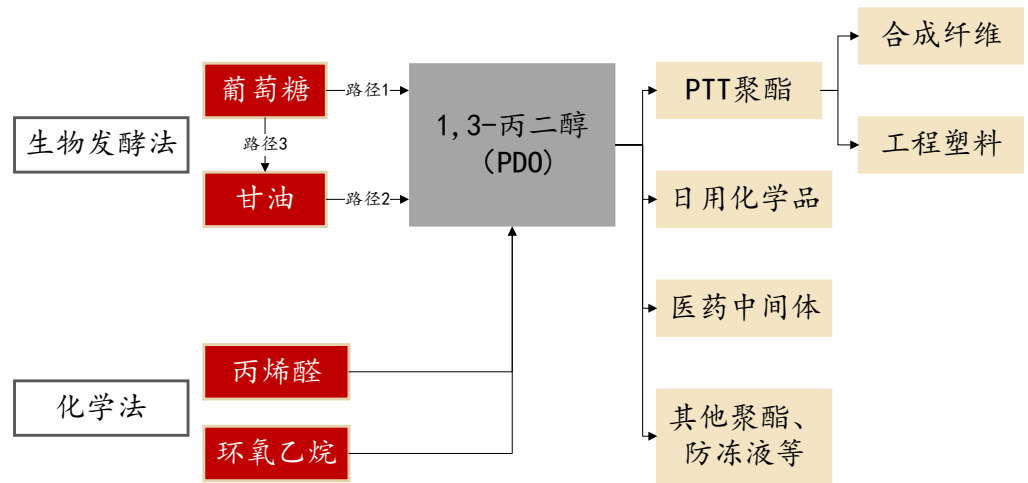 生物发酵法
葡萄糖
路径1
路径3
甘油
路径2
1,3-丙二醇
(PDO)
化学法
丙烯醛
环氧乙烷
PTT聚酯
合成纤维
工程塑料
日用化学品
医药中间体
其他聚酯、
防冻液等